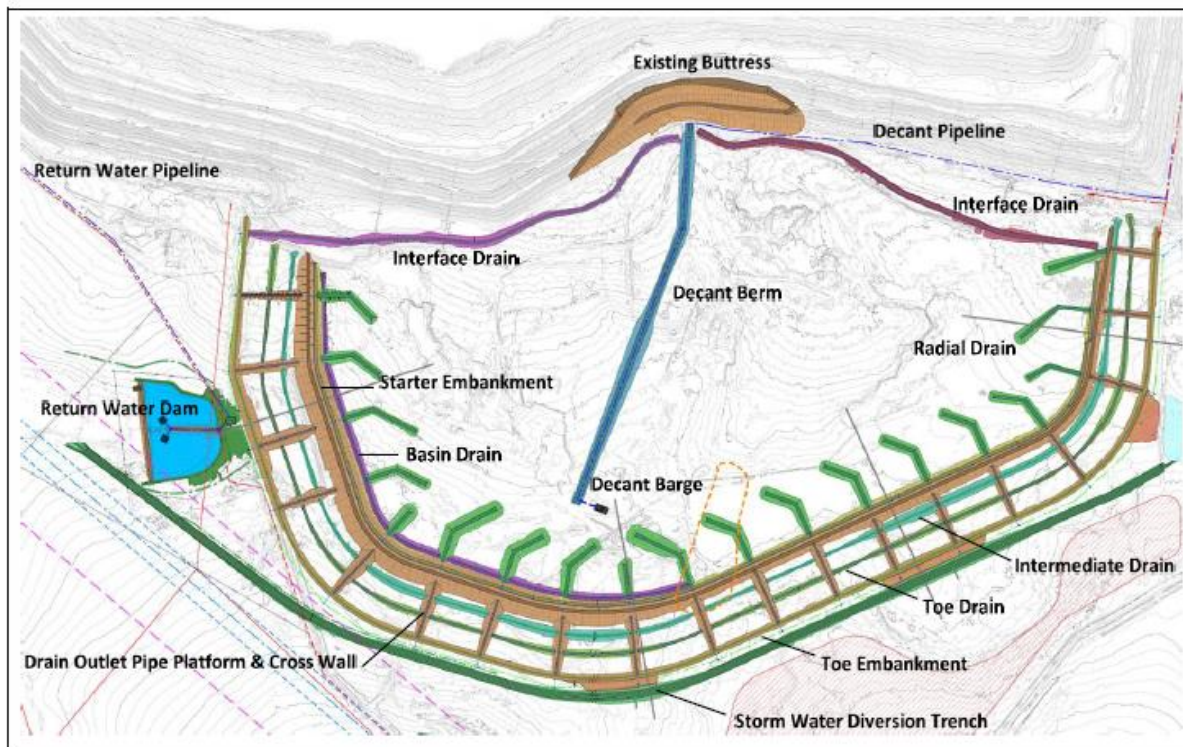 Existing Buttress
Decant Pipeline
Return Water Pipeline
Interface Drain
Interface Drain
Decant Berm
Radial Drain
Starter Embankment
Return Water Dam
Basin Drain
Decant Barge
Intermediate Drain
Toe Drain
Drain Outlet Pipe Platform & Cross Wall
Toe Embankment
Storm Water Diversion Trench